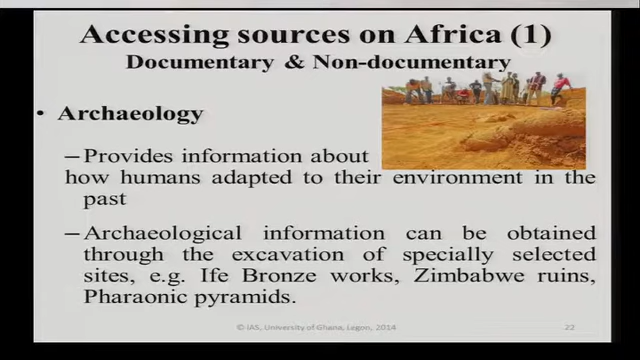 Accessing sources on Africa (1)
Documentary & Non-documentary
• Archaeology
–Provides information about
how humans adapted to their environment in the
past
–Archaeological information can be obtained
through the excavation of specially selected
sites, e.g. Ife Bronze works, Zimbabwe ruins,
Pharaonic pyramids.
© IAS, University of Ghana, Legon, 2014
22